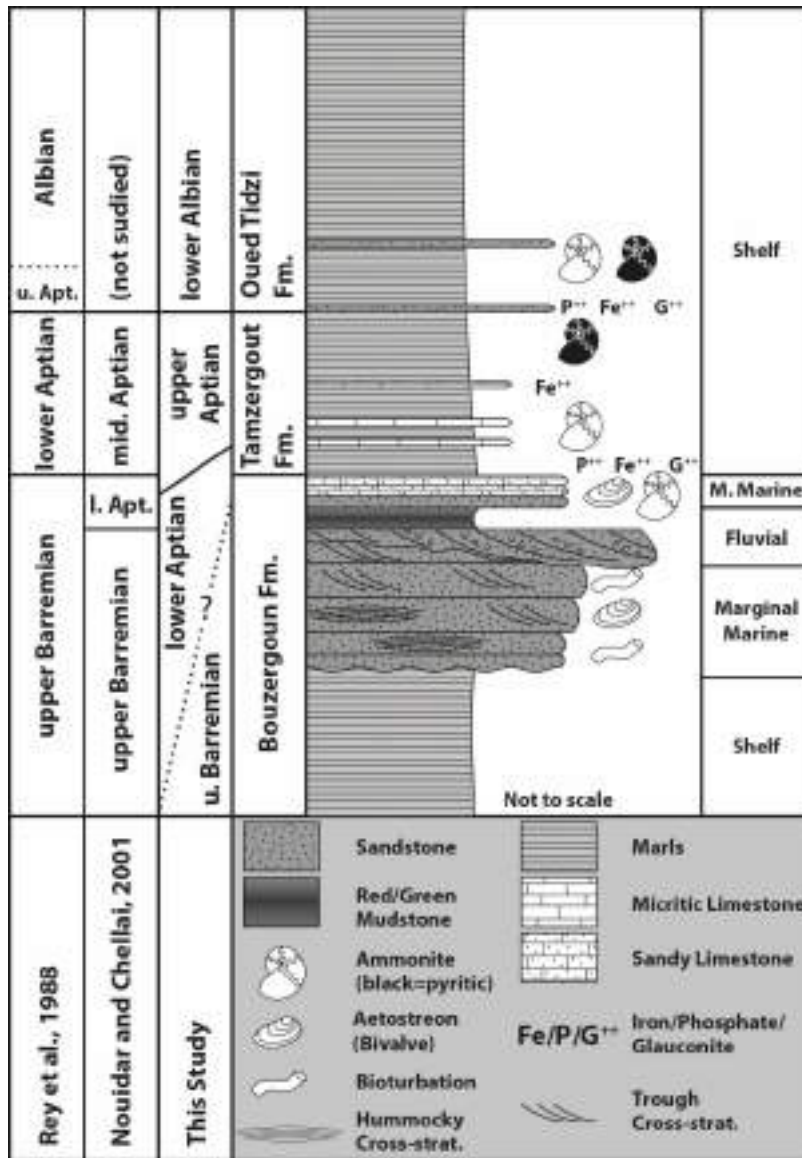 Albian
u. Apt.
lower Aptian
upper Barremian
(not sudied)
mid. Aptian
l. Apt.
upper Barremian
lower Albian
upper
Aptian
lower Aptian
?
u. Barremian
Oued Tidzi
Fm.
Tamzergout
Fm.
Bouzergoun Fm.
P++ Fe++ G++
Fe++
P++ Fe++ G++
Not to scale
Shelf
M. Marine
Fluvial
Marginal
Marine
Shelf
Rey et al., 1988
Nouidar and Chellai, 2001
This Study
Sandstone
Red/Green
Mudstone
Ammonite
(black=pyritic)
Aetostreon
(Bivalve)
Bioturbation
Hummocky
Cross-strat.
Marls
Micritic Limestone
Sandy Limestone
Fe/P/G++ Iron/Phosphate/
Glauconite
Trough
Cross-strat.